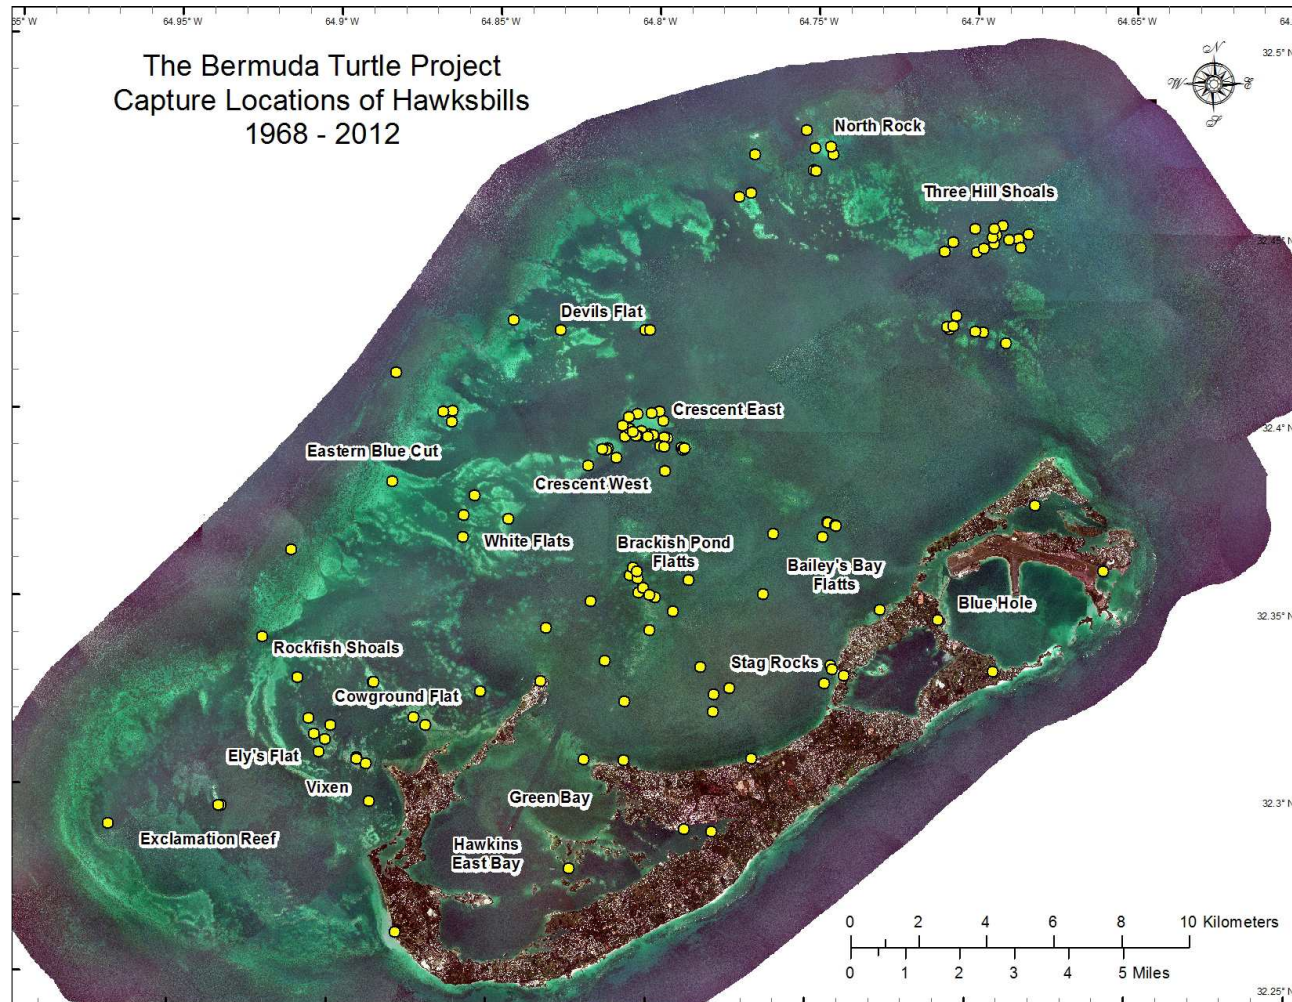 65° W 64.95° W 64.9° W 64.85° W 64.8° W 64.75° W 64.7° W 64.65° W 64.
The Bermuda Turtle Project
Capture Locations of Hawksbills
1968 - 2012
N
W E
S
32.5° N
North Rock
Three Hill Shoals
32.45° N
Devils Flat
Crescent East
32.4° N
Eastern Blue Cut
Crescent West
White Flats
Brackish Pond
Flatts
Bailey's Bay
Flatts
Blue Hole
32.35° N
Rockfish Shoals
Stag Rocks
Cowground Flat
Ely's Flat
Vixen
Green Bay
32.3° N
Exclamation Reef
Hawkins
East Bay
0 2 4 6 8 10 Kilometers
0 1 2 3 4 5 Miles
32.25° N